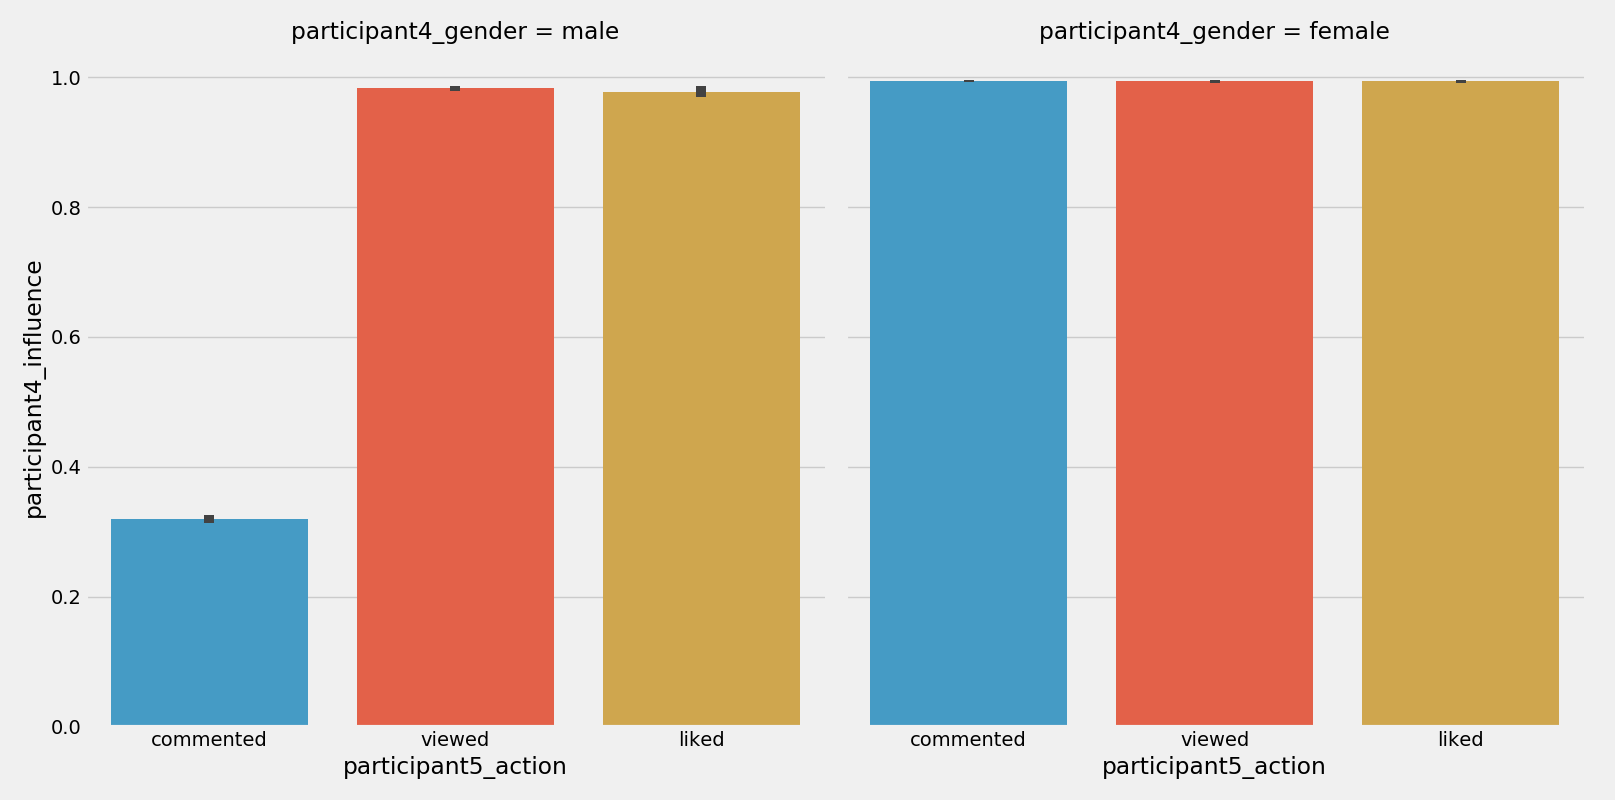 participant4_gender = male
participant4_gender = female
participant4_influence
1.0
0.8
0.6
0.4
0.2
0.0
commented viewed liked
commented viewed liked
participant5_action
participant5_action